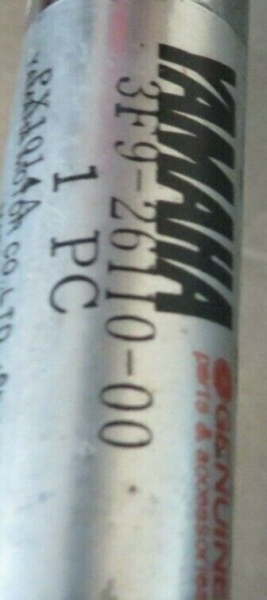 YAMAHA
GENUINE
parts & accessories
3F9-26110-00
1 PC